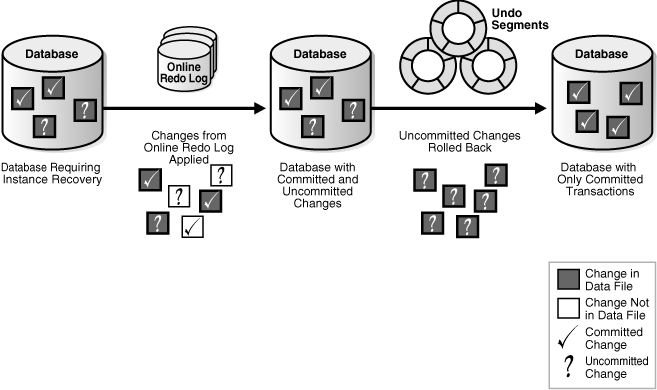 Undo
Segments
Database
Online
Redo Log
Database
Database
?
?
?
?
Changes from
Online Redo Log
Applied
Uncommitted Changes
Rolled Back
Database Requiring
Instance Recovery
Database with
Committed and
Uncommitted
Changes
Database with
Only Committed
Transactions
?
?
?
?
?
?
?
?
?
Change in
Data File
Change Not
in Data File
Committed
Change
?
Uncommitted
Change